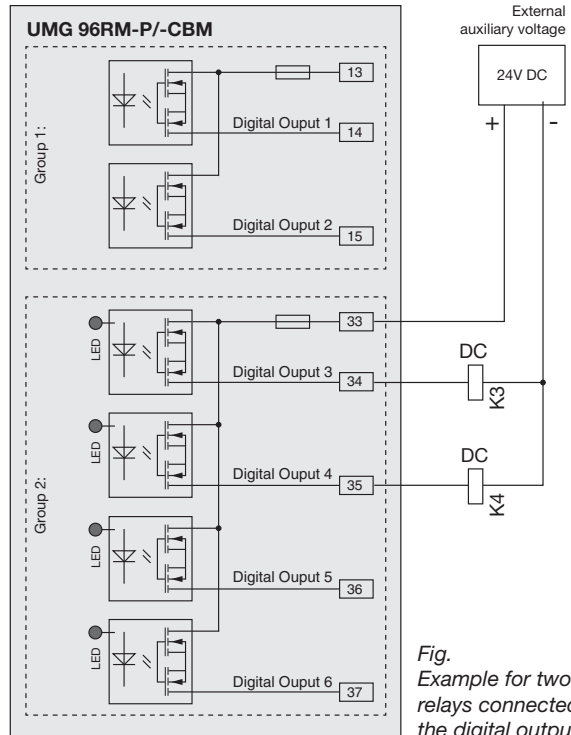 UMG 96RM-P/-CBM
External
auxiliary voltage
24V DC
+
-
Group 1:
13
Digital Ouput 1
14
Digital Ouput 2
15
Group 2:
LED
33
Digital Ouput 3
34
DC
K3
LED
Digital Ouput 4
35
DC
K4
LED
Digital Ouput 5
36
LED
Digital Ouput 6
37
Fig.
Example for two
relays connected
the digital output